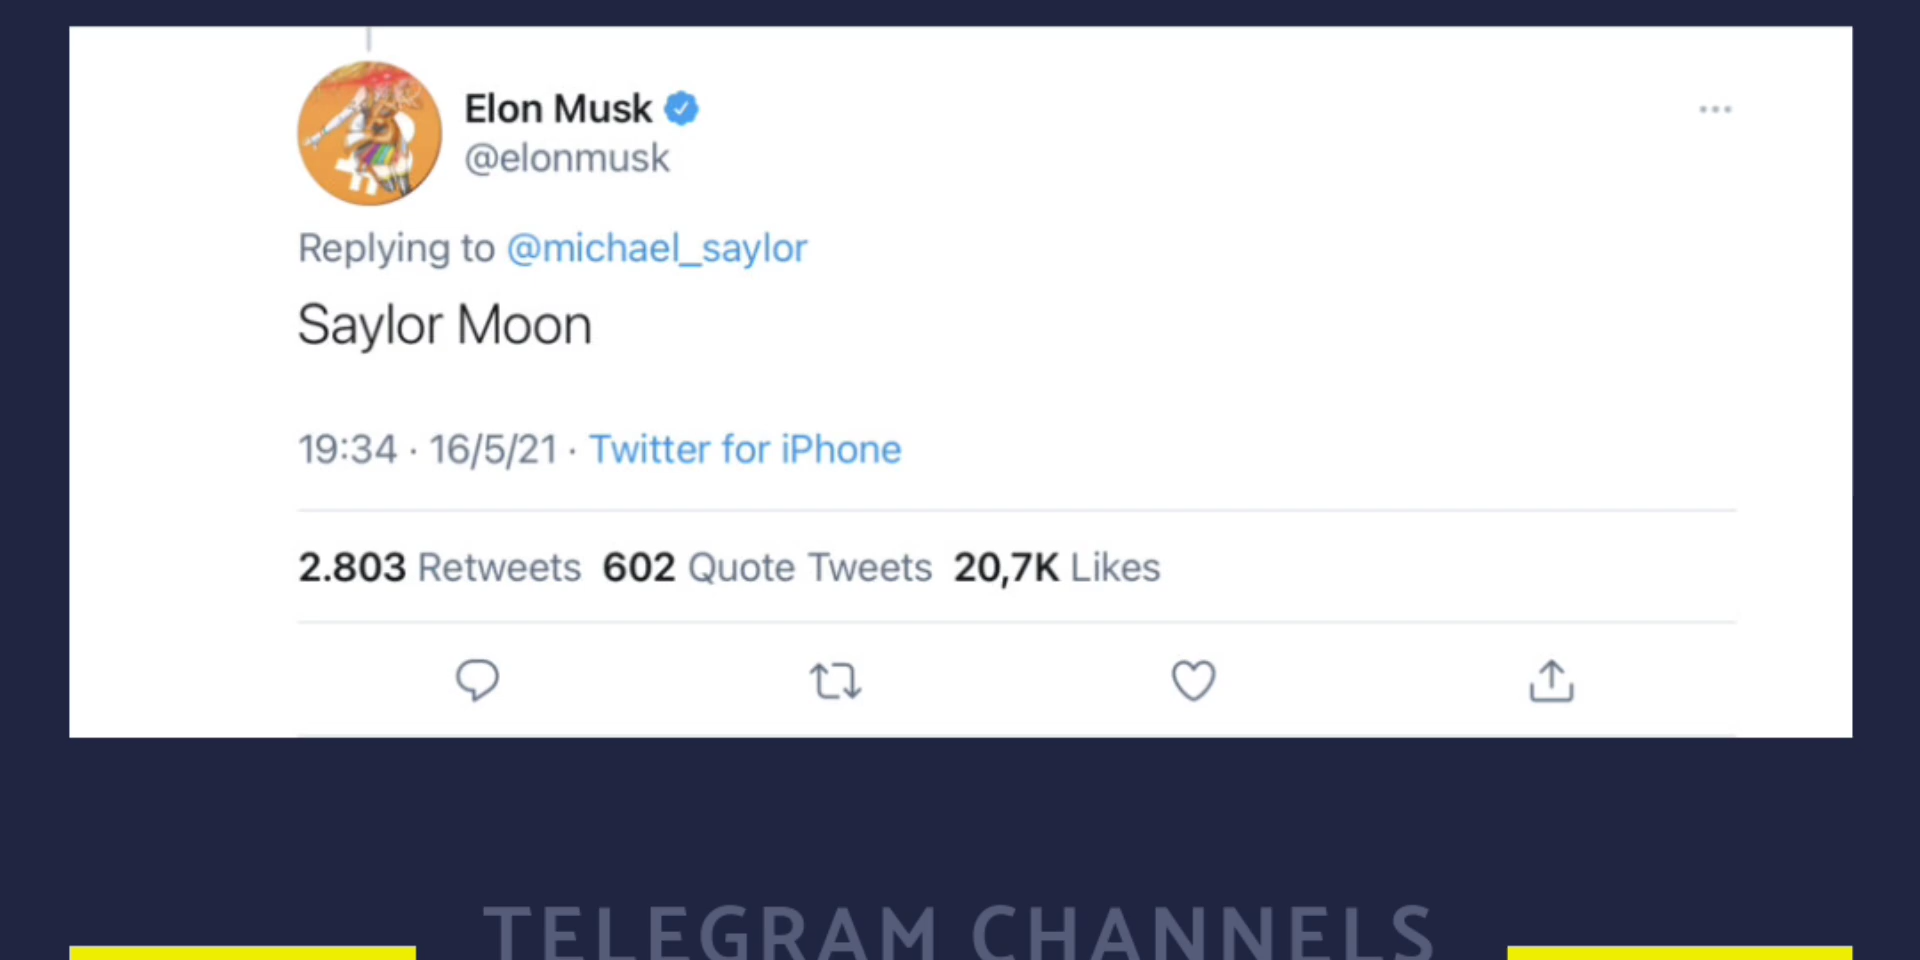 Elon Musk
@elonmusk
Replying to @michael_saylor
Saylor Moon
19:34 · 16/5/21 · Twitter for iPhone
2.803 Retweets 602 Quote Tweets 20,7K Likes
TELEGRAM CHANNELS